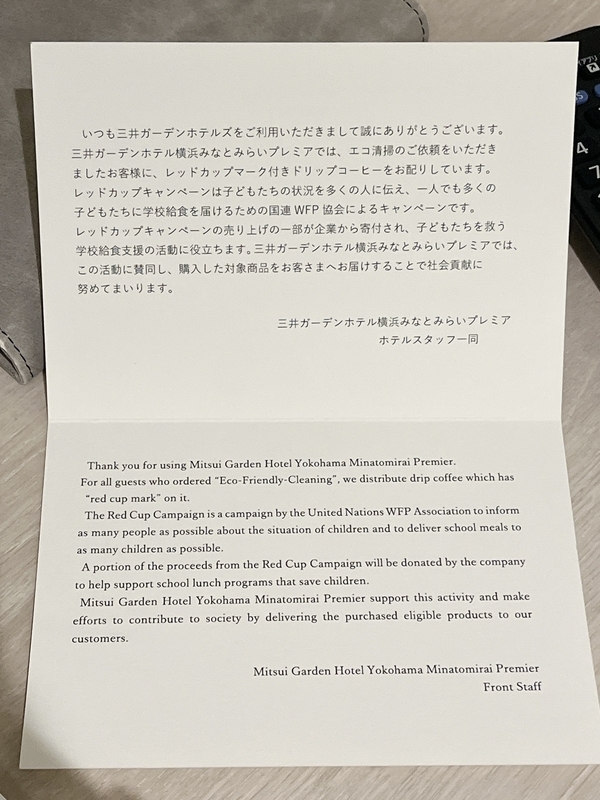 いつも三井ガーデンホテルズをご利用いただきまして誠にありがとうございます。
三井ガーデンホテル横浜みなとみらいプレミアでは、エコ清掃のご依頼をいただき
ましたお客様に、レッドカップマーク付きドリップコーヒーをお配りしています。
レッドカップキャンペーンは子どもたちの状況を多くの人に伝え、一人でも多くの
子どもたちに学校給食を届けるための国連 WFP 協会によるキャンペーンです。
レッドカップキャンペーンの売り上げの一部が企業から寄付され、子どもたちを救う
学校給食支援の活動に役立ちます。三井ガーデンホテル横浜みなとみらいプレミアでは、
この活動に賛同し、購入した対象商品をお客さまへお届けすることで社会貢献に
努めてまいります。
三井ガーデンホテル横浜みなとみらいプレミア
ホテルスタッフ一同
Thank you for using Mitsui Garden Hotel Yokohama Minatomirai Premier.
For all guests who ordered “Eco-Friendly-Cleaning”, we distribute drip coffee which has
“red cup mark” on it.
The Red Cup Campaign is a campaign by the United Nations WFP Association to inform
as many people as possible about the situation of children and to deliver school meals to
as many children as possible.
A portion of the proceeds from the Red Cup Campaign will be donated by the company
to help support school lunch programs that save children.
Mitsui Garden Hotel Yokohama Minatomirai Premier support this activity and make
efforts to contribute to society by delivering the purchased eligible products to our
customers.
Mitsui Garden Hotel Yokohama Minatomirai Premier
Front Staff
4
7